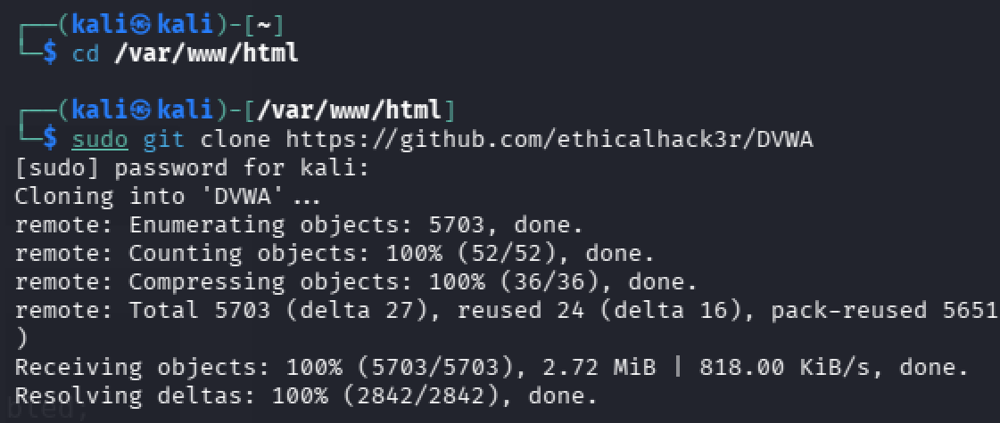 ┌──(kali㉿kali)-[~]
└─$ cd /var/www/html
┌──(kali㉿kali)-[/var/www/html]
└─$ sudo git clone https://github.com/ethicalhack3r/DVWA
[sudo] password for kali:
Cloning into 'DVWA'...
remote: Enumerating objects: 5703, done.
remote: Counting objects: 100% (52/52), done.
remote: Compressing objects: 100% (36/36), done.
remote: Total 5703 (delta 27), reused 24 (delta 16), pack-reused 5651
)
Receiving objects: 100% (5703/5703), 2.72 MiB | 818.00 KiB/s, done.
Resolving deltas: 100% (2842/2842), done.